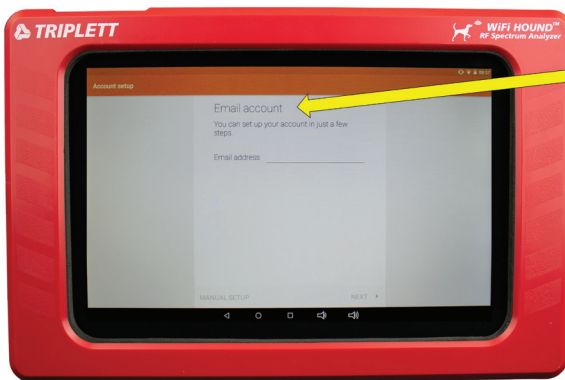 TRIPLETT
WiFi HOUND™
RF Spectrum Analyzer
Account setup
Email account
You can set up your account in just a few
steps.
Email address
MANUAL SETUP
NEXT